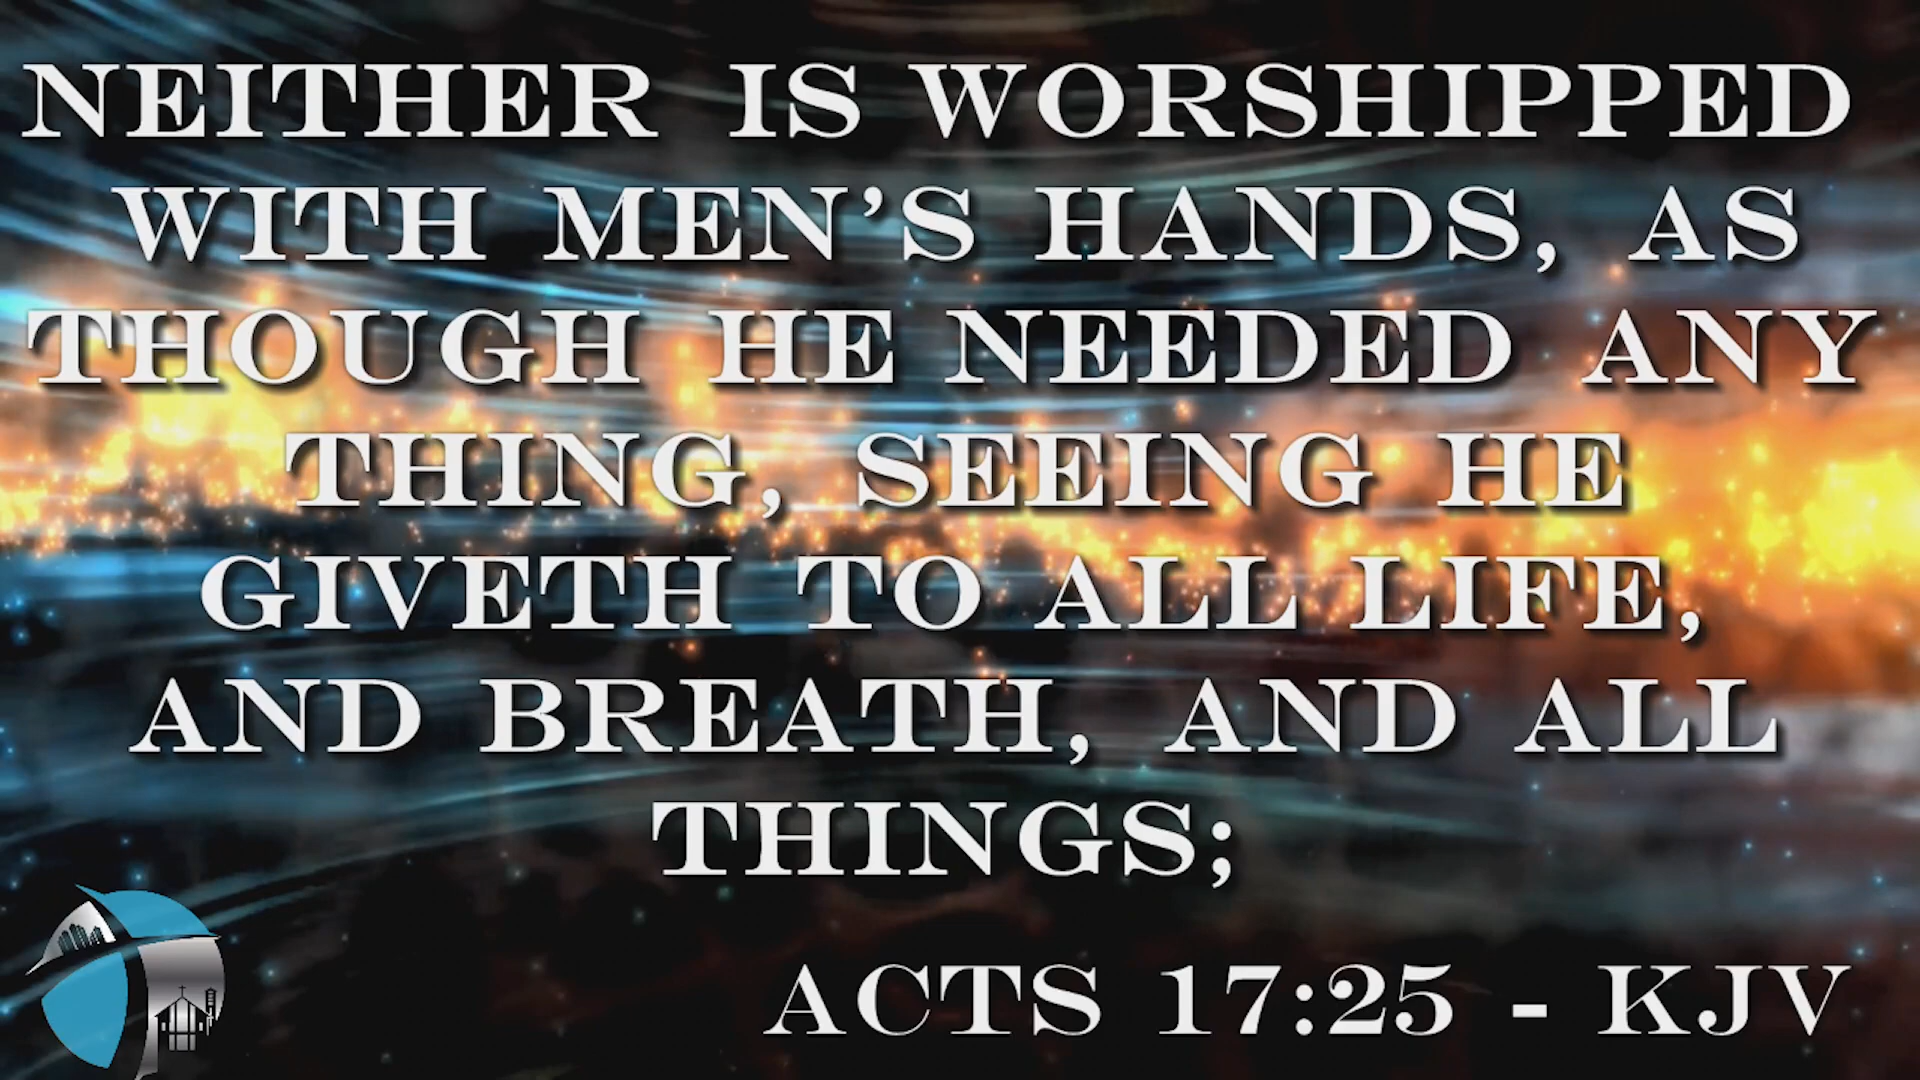 NEITHER IS WORSHIPPED
WITH MEN'S HANDS, AS
THOUGH HE NEEDED ANY
THING, SEEING HE
GIVETH TO ALL LIFE,
AND BREATH, AND ALL
THINGS;
ACTS 17:25 - KJV